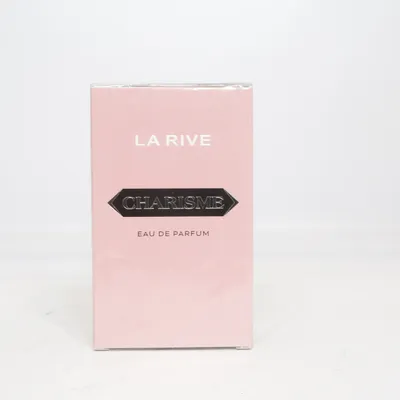 LA RIVE
CHARISME
EAU DE PARFUM